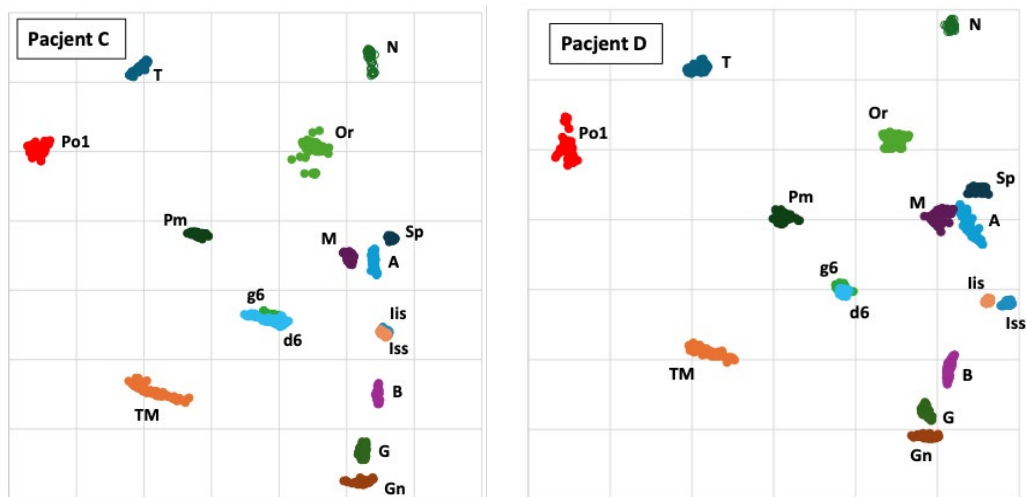 Pacjent C
N
T
Or
Po1
Pm
Sp
M
A
g6
Iis
d6
Iss
B
TM
G
Gn
Pacjent D
N
T
Or
Po1
Sp
Pm
M
A
g6
Iis
d6
Iss
TM
B
G
Gn